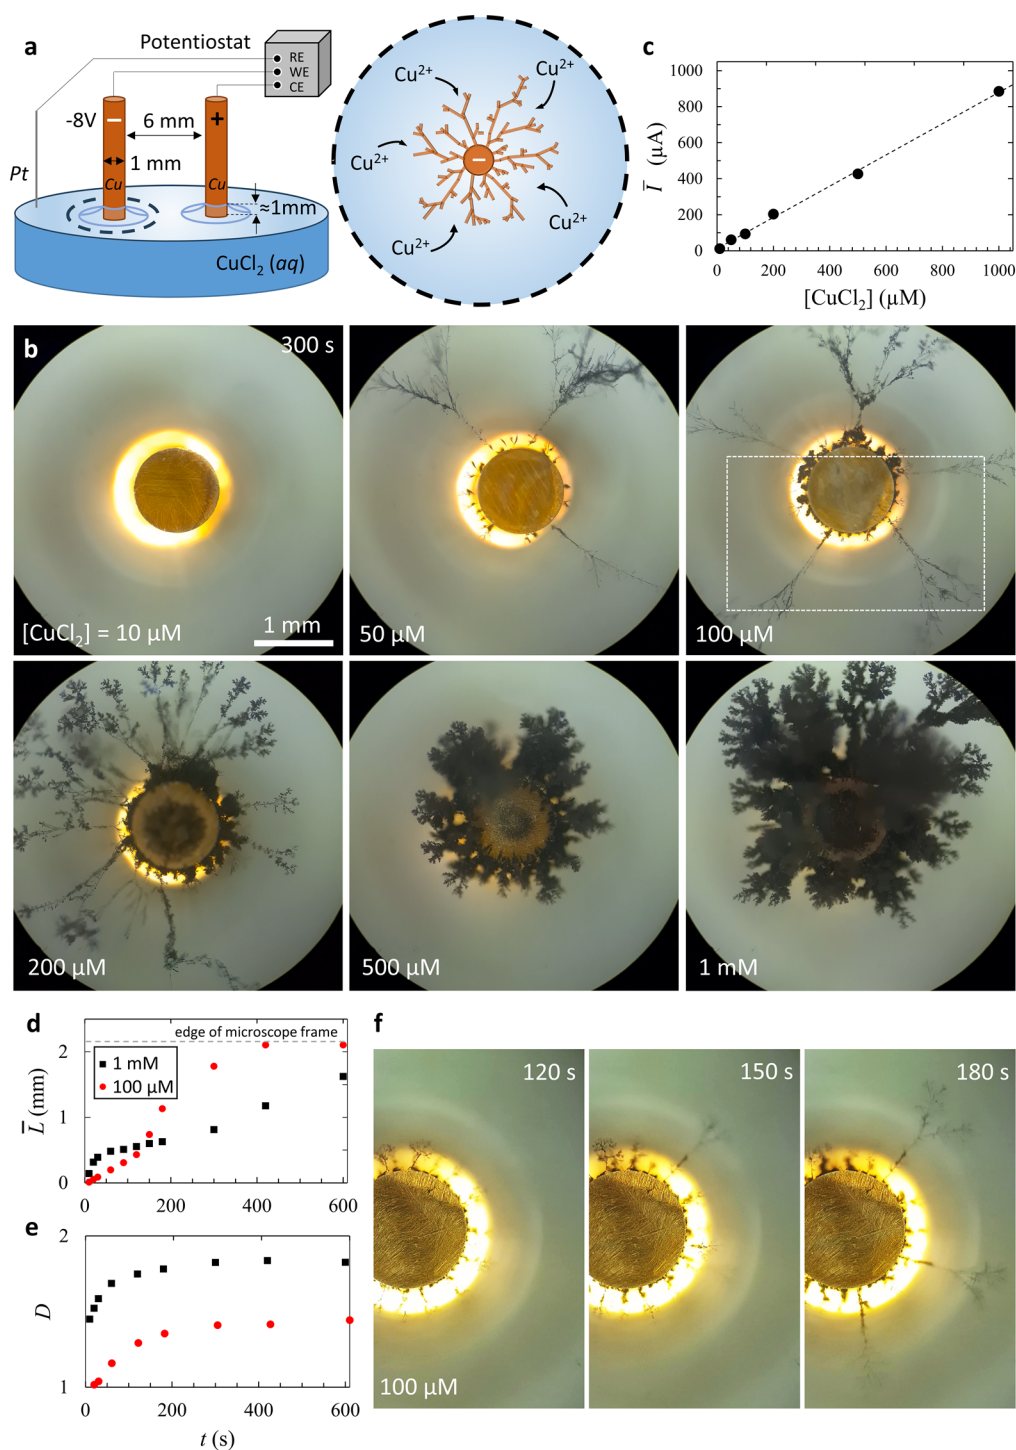 a
Potentiostat
RE
WE
CE
-8V
−
6 mm
+
1 mm
Pt
Cu
Cu
≈1mm
CuCl₂ (aq)
Cu²⁺
Cu²⁺
Cu²⁺
Cu²⁺
Cu²⁺
−
c
1000
800
600
400
200
0
I̅ (μA)
0
200
400
600
800
1000
[CuCl₂] (μM)
b
300 s
[CuCl₂] = 10 μM
1 mm
50 μM
100 μM
200 μM
500 μM
1 mM
d
edge of microscope frame
2
1
0
L̅ (mm)
1 mM
100 μM
0
200
400
600
e
2
1
D
0
200
400
600
t (s)
f
120 s
150 s
180 s
100 μM